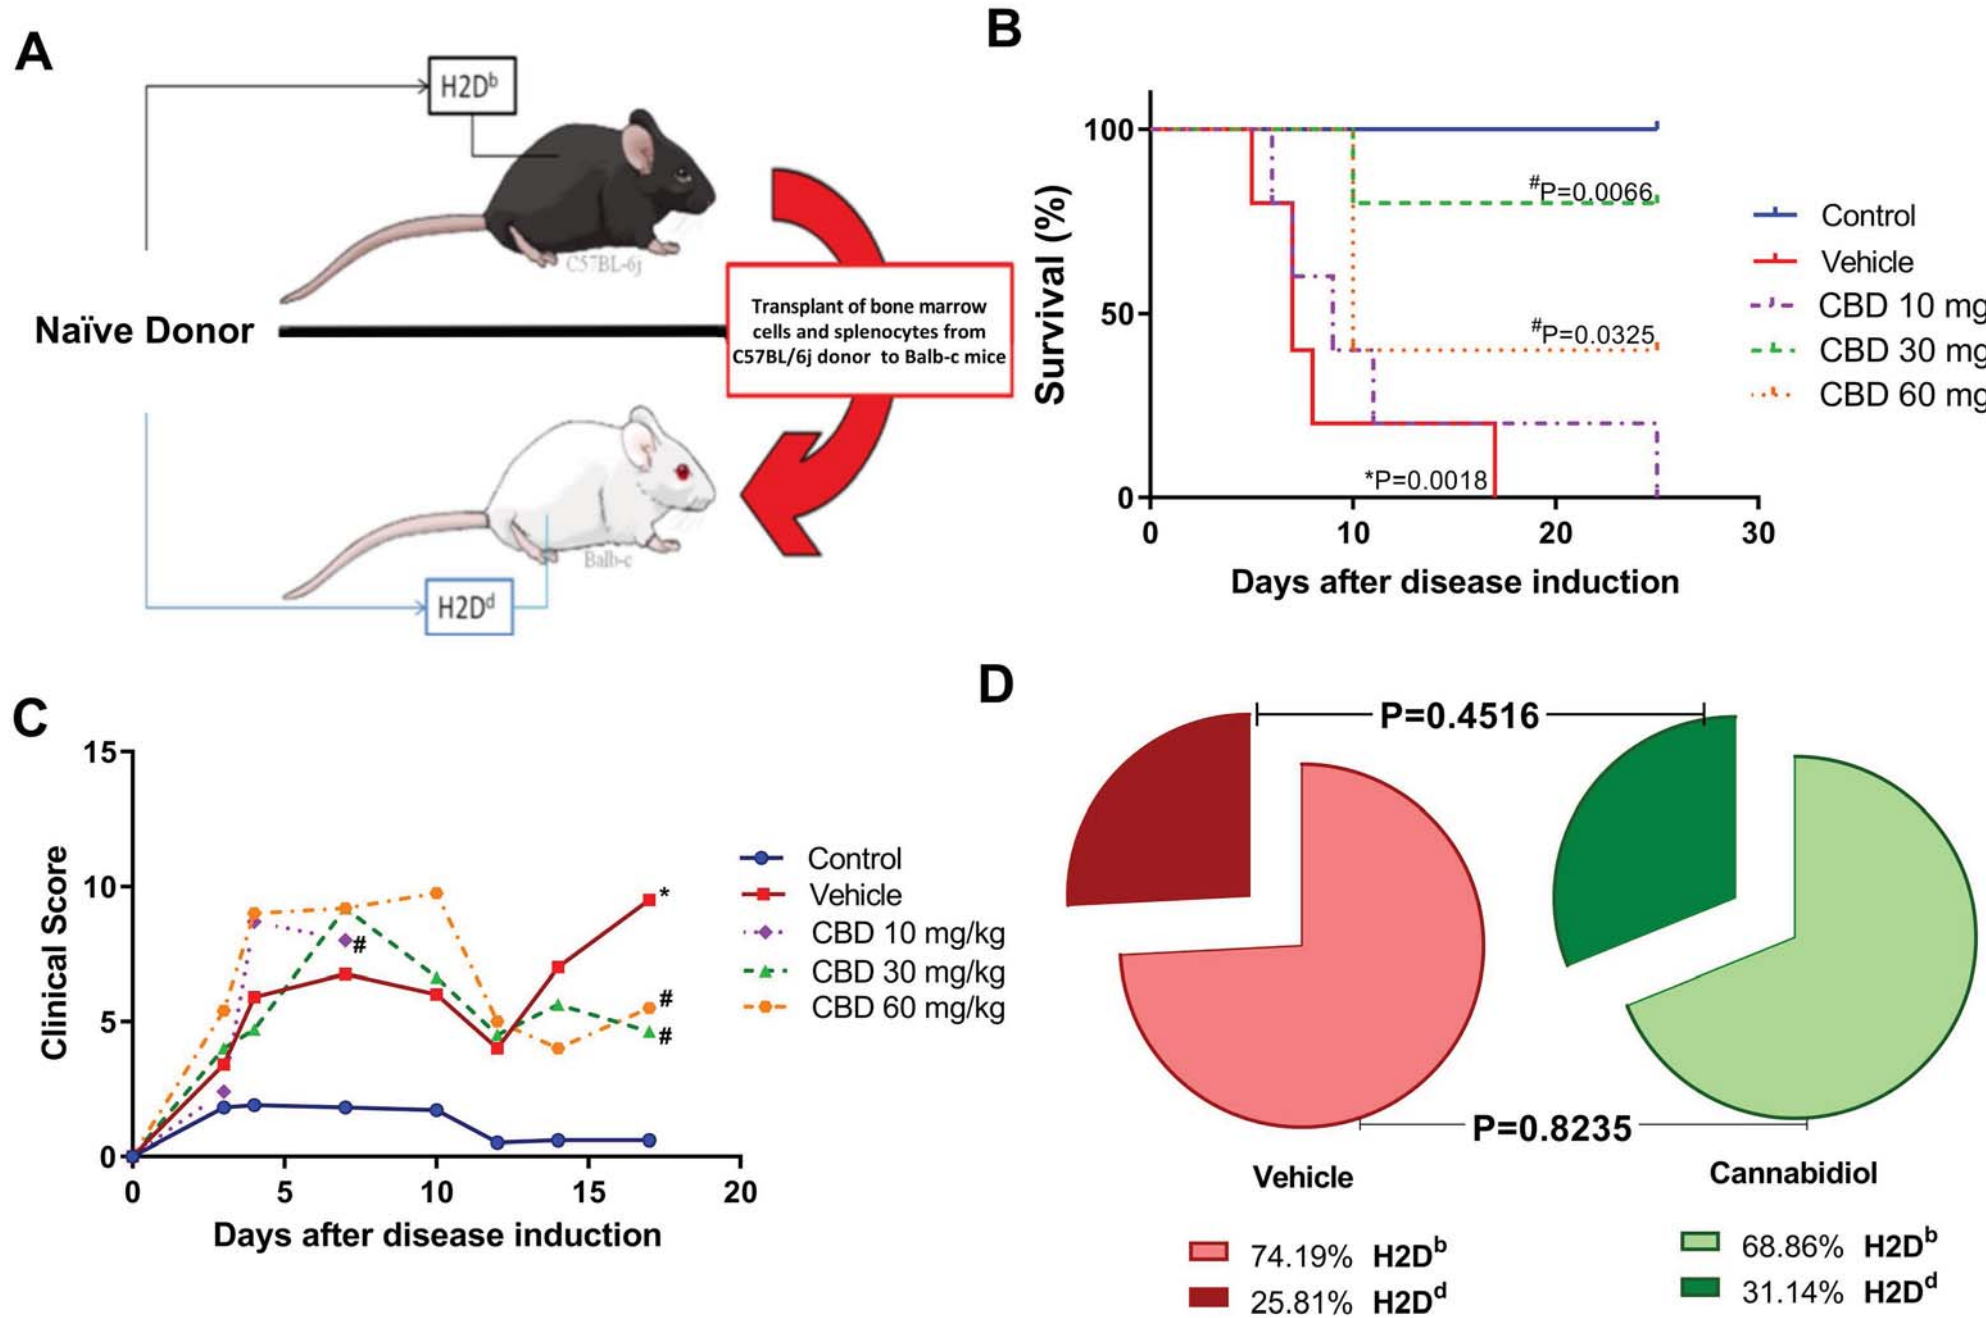 A
H2Dᵇ
C57BL-6j
Naïve Donor
Transplant of bone marrow
cells and splenocytes from
C57BL/6j donor to Balb-c mice
Balb-c
H2Dᵈ
B
Survival (%)
100
50
0
0 10 20 30
Days after disease induction
#P=0.0066
#P=0.0325
*P=0.0018
Control
Vehicle
CBD 10 mg
CBD 30 mg
CBD 60 mg
C
Clinical Score
15
10
5
0
0 5 10 15 20
Days after disease induction
*
#
#
#
Control
Vehicle
CBD 10 mg/kg
CBD 30 mg/kg
CBD 60 mg/kg
D
P=0.4516
P=0.8235
Vehicle
74.19% H2Dᵇ
25.81% H2Dᵈ
Cannabidiol
68.86% H2Dᵇ
31.14% H2Dᵈ